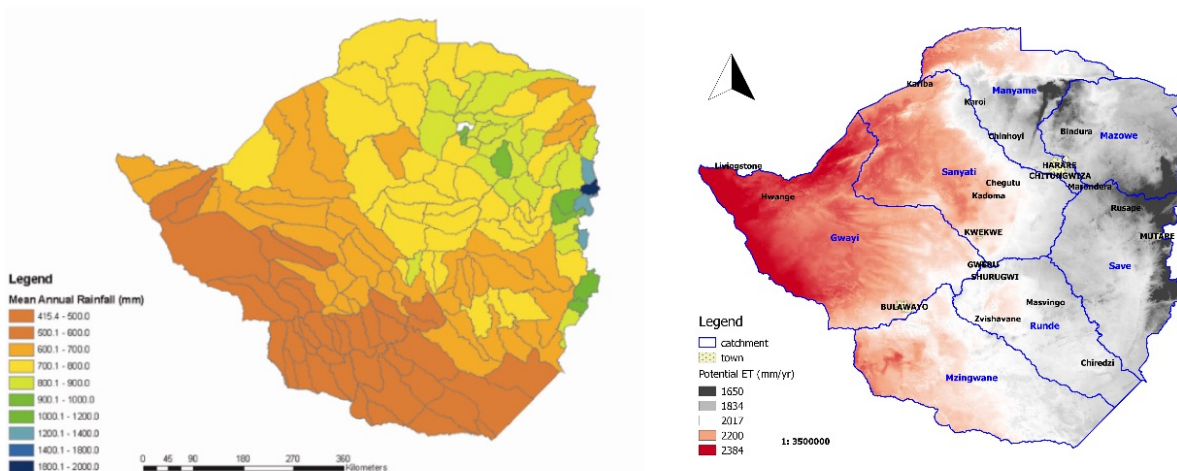 Legend
Mean Annual Rainfall (mm)
415.4 - 500.0
500.1 - 600.0
600.1 - 700.0
700.1 - 800.0
800.1 - 900.0
900.1 - 1000.0
1000.1 - 1200.0
1200.1 - 1400.0
1400.1 - 1800.0
1800.1 - 2000.0
0 45 90 180 270 360
Kilometers
Kariba
Karoi
Manyame
Chinhoyi
Bindura
Mazowe
Livingstone
HARARE
CHITUNGWIZA
Sanyati
Chegutu
Marondera
Hwange
Kadoma
Rusape
Gwayi
KWEKWE
MUTARE
GWERU
Save
SHURUGWI
BULAWAYO
Masvingo
Zvishavane
Runde
Chiredzi
Mzingwane
Legend
catchment
town
Potential ET (mm/yr)
1650
1834
2017
2200
2384
1: 3500000